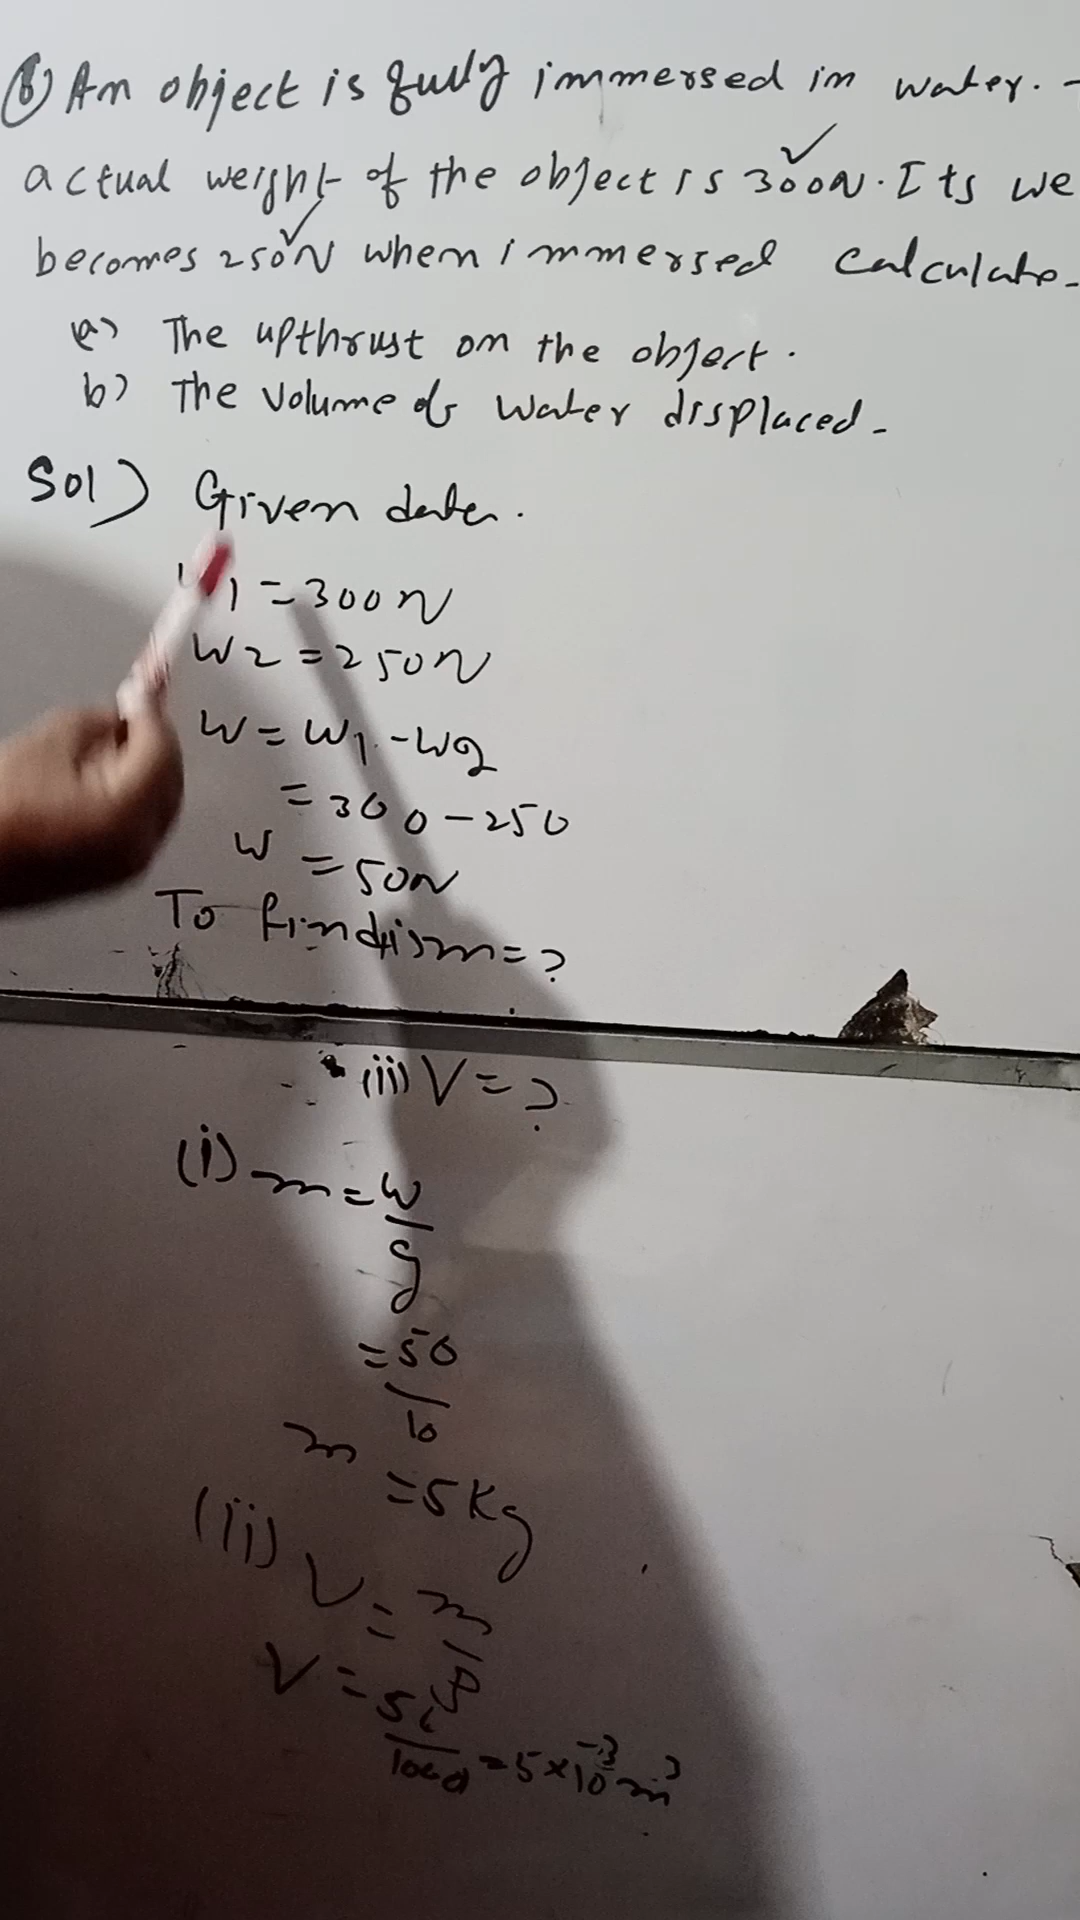 6) An object is fully immersed in water. -
actual weight of the object is 300N. Its we
becomes 250N when immersed calculate.
a) The upthrust on the object.
b) The volume of water displaced.
Sol) Given data.
1 = 300N
W2 = 250N
W = W1 - W2
= 300 - 250
W = 50N
To find (i) m = ?
(ii) V = ?
(i) m = W
g
= 50
10
m = 5Kg
(ii) V = m
ρ
V = 5
1000 = 5 × 10⁻³ m³